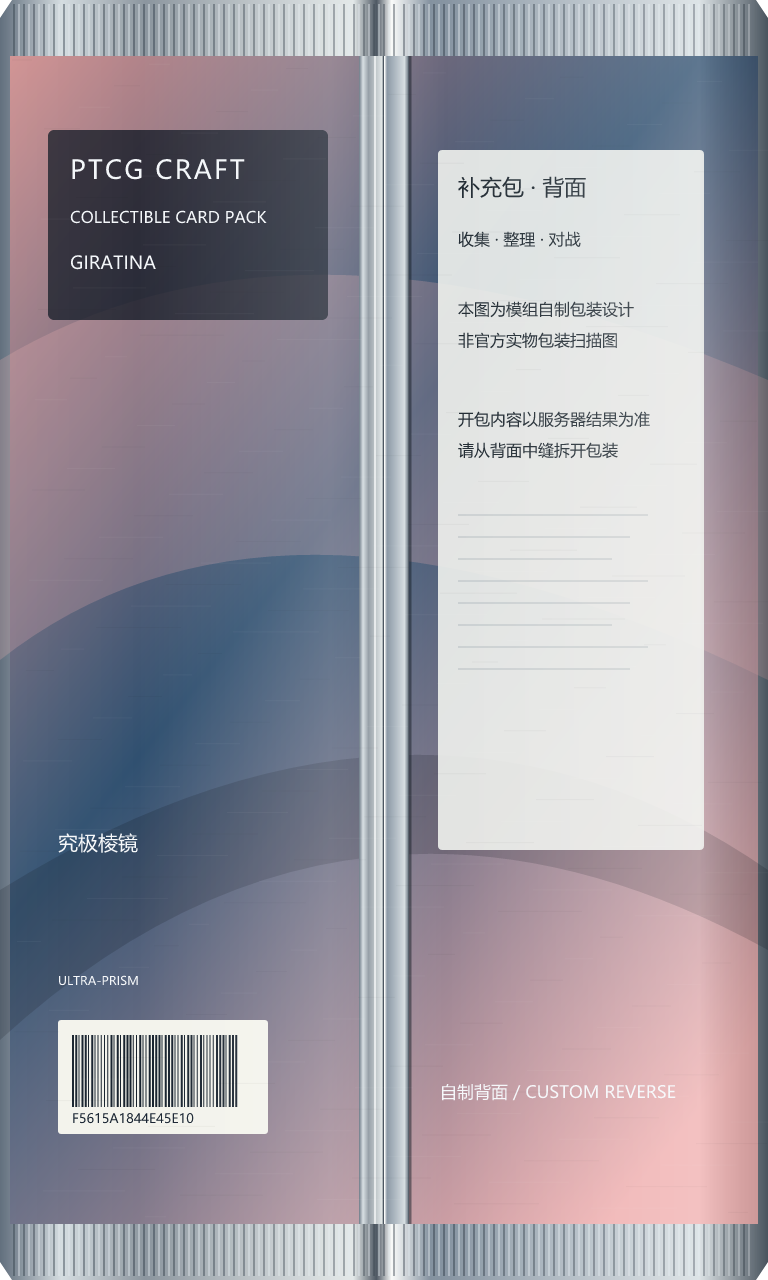 PTCG CRAFT
COLLECTIBLE CARD PACK
GIRATINA
究极棱镜
ULTRA-PRISM
F5615A1844E45E10
补充包 · 背面
收集 · 整理 · 对战
本图为模组自制包装设计
非官方实物包装扫描图
开包内容以服务器结果为准
请从背面中缝拆开包装
自制背面 / CUSTOM REVERSE